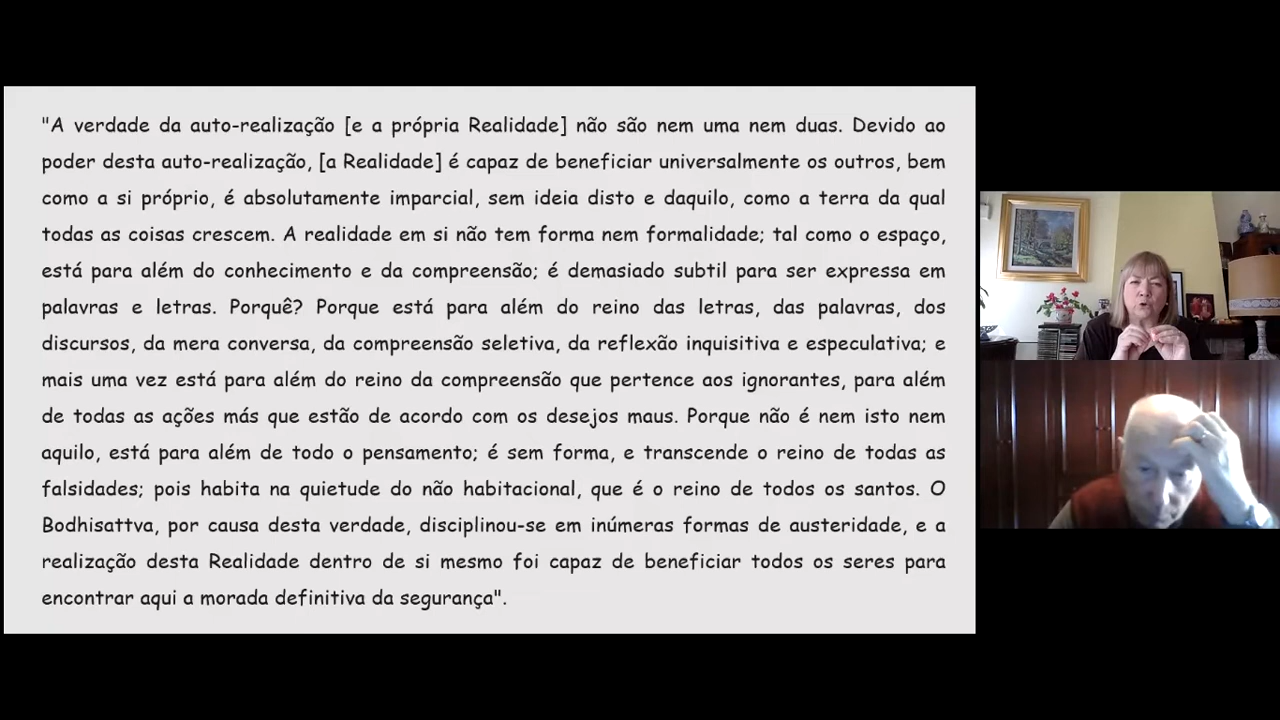 "A verdade da auto-realização [e a própria Realidade] não são nem uma nem duas. Devido ao
poder desta auto-realização, [a Realidade] é capaz de beneficiar universalmente os outros, bem
como a si próprio, é absolutamente imparcial, sem ideia disto e daquilo, como a terra da qual
todas as coisas crescem. A realidade em si não tem forma nem formalidade; tal como o espaço,
está para além do conhecimento e da compreensão; é demasiado subtil para ser expressa em
palavras e letras. Porquê? Porque está para além do reino das letras, das palavras, dos
discursos, da mera conversa, da compreensão seletiva, da reflexão inquisitiva e especulativa; e
mais uma vez está para além do reino da compreensão que pertence aos ignorantes, para além
de todas as ações más que estão de acordo com os desejos maus. Porque não é nem isto nem
aquilo, está para além de todo o pensamento; é sem forma, e transcende o reino de todas as
falsidades; pois habita na quietude do não habitacional, que é o reino de todos os santos. O
Bodhisattva, por causa desta verdade, disciplinou-se em inúmeras formas de austeridade, e a
realização desta Realidade dentro de si mesmo foi capaz de beneficiar todos os seres para
encontrar aqui a morada definitiva da segurança".